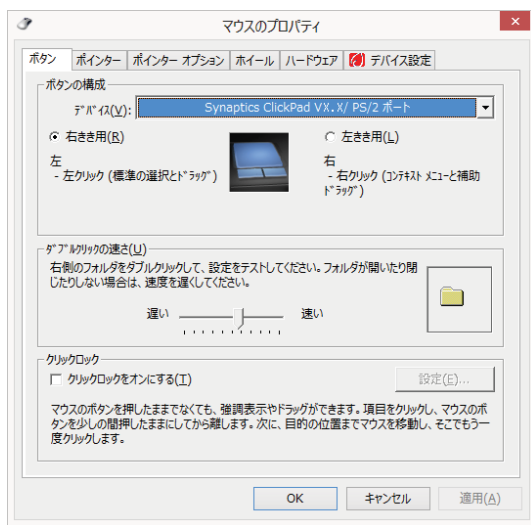 マウスのプロパティ
ボタン ポインター ポインター オプション ホイール ハードウェア デバイス設定
ボタンの構成
デバイス(V): Synaptics ClickPad VX.X/ PS/2 ポート
右きき用(R) 左きき用(L)
左 右
- 左クリック (標準の選択とドラッグ) - 右クリック (コンテキスト メニューと補助
ドラッグ)
ダブルクリックの速さ(U)
右側のフォルダをダブルクリックして、設定をテストしてください。フォルダが開いたり閉
じたりしない場合は、速度を遅くしてください。
遅い 速い
クリックロック
クリックロックをオンにする(T) 設定(E)...
マウスのボタンを押したままでなくても、強調表示やドラッグができます。項目をクリックし、マウスのボ
タンを少しの間押したままにしてから離します。次に、目的の位置までマウスを移動し、そこでもう一
度クリックします。
OK キャンセル 適用(A)